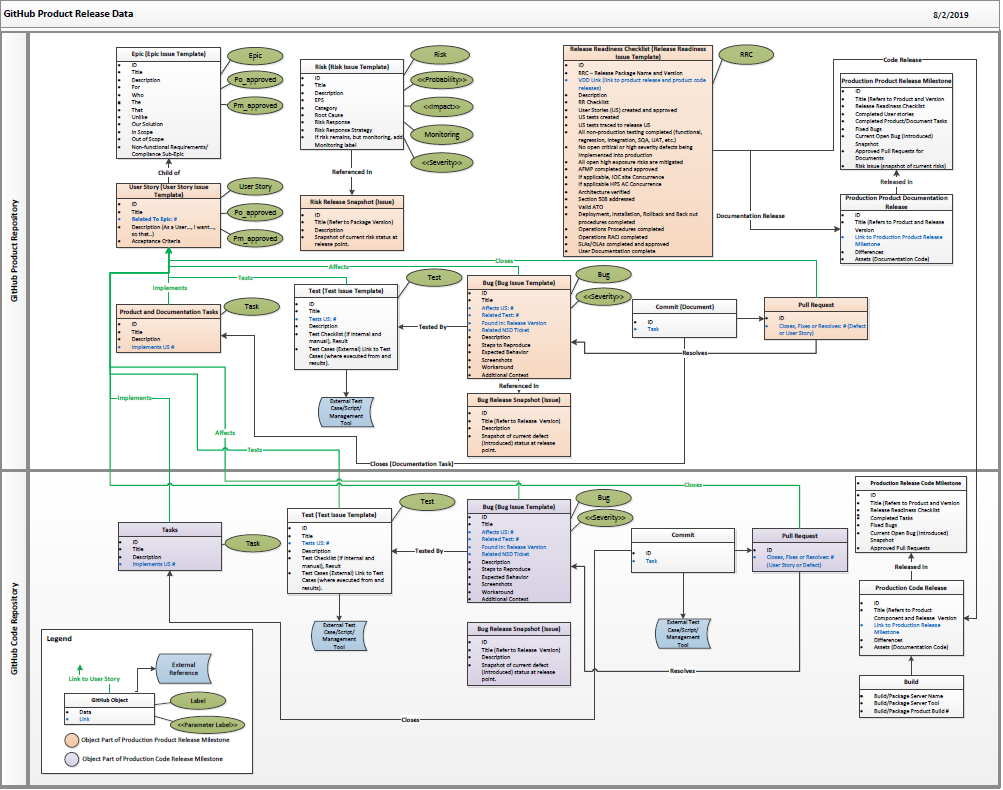 GitHub Product Release Data
8/2/2019
GitHub Product Repository
Epic (Epic Issue Template)
ID
Title
Description
For
Who
The
That
Unlike
Our Solution
In Scope
Out of Scope
Non-functional Requirements/
Compliance Sub-Epic
Epic
Po_approved
Pm_approved
Child of
User Story (User Story Issue
Template)
ID
Title
Related To Epic: #
Description (As a User..., I want...,
so that..)
Acceptance Criteria
User Story
Po_approved
Pm_approved
Risk (Risk Issue Template)
ID
Title
Description
EPS
Category
Root Cause
Risk Response
Risk Response Strategy
If risk remains, but monitoring, add
Monitoring label
Risk
<<Probability>>
<<Impact>>
Monitoring
<<Severity>>
Referenced In
Risk Release Snapshot (Issue)
ID
Title (Refer to Package Version)
Description
Snapshot of current risk status at
release point.
Release Readiness Checklist (Release Readiness
Issue Template)
ID
RRC – Release Package Name and Version
VDD Link (link to product release and product code
releases)
Description
RR Checklist
User Stories (US) created and approved
US tests created
US tests traced to release US
All non-production testing completed (functional,
regression, Integration, SQA, UAT, etc.)
No open critical or high severity defects being
implemented into production
All open high exposure risks are mitigated
AFMP completed and approved
If applicable, IOC site Concurrence
If applicable HPS AC Concurrence
Architecture verified
Section 508 addressed
Valid ATO
Deployment, Installation, Rollback and Back out
procedures completed
Operations Procedures completed
Operations RACI completed
SLAs/OLAs completed and approved
User Documentation complete
RRC
Code Release
Documentation Release
Production Product Release Milestone
ID
Title (Refers to Product and Version
Release Readiness Checklist
Completed User stories
Completed Product/Document Tasks
Fixed Bugs
Current Open Bug (Introduced)
Snapshot
Approved Pull Requests for
Documents
Risk Issue (snapshot of current risks)
Released In
Production Product Documentation
Release
ID
Title (Refers to Product and Release
Version
Link to Production Product Release
Milestone
Differences
Assets (Documentation Code)
Closes
Affects
Tests
Implements
Product and Documentation Tasks
ID
Title
Description
Implements US #
Task
Test (Test Issue Template)
ID
Title
Tests US: #
Description
Test Checklist (If internal and
manual), Result
Test Cases (External) Link to Test
Cases (where executed from and
results).
Test
External Test
Case/Script/
Management
Tool
Tested By
Bug (Bug Issue Template)
ID
Title
Affects US: #
Related Test: #
Found In: Release Version
Related NSD Ticket
Description
Steps to Reproduce
Expected Behavior
Screenshots
Workaround
Additional Context
Bug
<<Severity>>
Referenced In
Bug Release Snapshot (Issue)
ID
Title (Refer to Release Version)
Description
Snapshot of current defect
(introduced) status at release
point.
Commit (Document)
ID
Task
Pull Request
ID
Closes, Fixes or Resolves: # (Defect
or User Story)
Resolves
Implements
Affects
Tests
Closes (Documentation Task)
GitHub Code Repository
Closes
Tasks
ID
Title
Description
Implements US #
Task
Test (Test Issue Template)
ID
Title
Tests US: #
Description
Test Checklist (If internal and
manual), Result
Test Cases (External) Link to Test
Cases (where executed from and
results).
Test
External Test
Case/Script/
Management
Tool
Tested By
Bug (Bug Issue Template)
ID
Title
Affects US: #
Related Test: #
Found In: Release Version
Related NSD Ticket
Description
Steps to Reproduce
Expected Behavior
Screenshots
Workaround
Additional Context
Bug
<<Severity>>
Bug Release Snapshot (Issue)
ID
Title (Refer to Release Version)
Description
Snapshot of current defect
(introduced) status at release
point.
Commit
ID
Task
External Test
Case/Script/
Management
Tool
Pull Request
ID
Closes, Fixes or Resolves: #
(User Story or Defect)
Resolves
Closes
Production Release Code Milestone
ID
Title (Refers to Product and Version
Release Readiness Checklist
Completed Tasks
Fixed Bugs
Current Open Bug (Introduced)
Snapshot
Approved Pull Requests
Released In
Production Code Release
ID
Title (Refers to Product
Component and Release Version
Link to Production Release
Milestone
Differences
Assets (Documentation Code)
Build
Build/Package Server Name
Build/Package Server Tool
Build/Package Product Build #
Legend
Link to User Story
External
Reference
GitHub Object
Data
Link
Label
<<Parameter Label>>
Object Part of Production Product Release Milestone
Object Part of Production Code Release Milestone